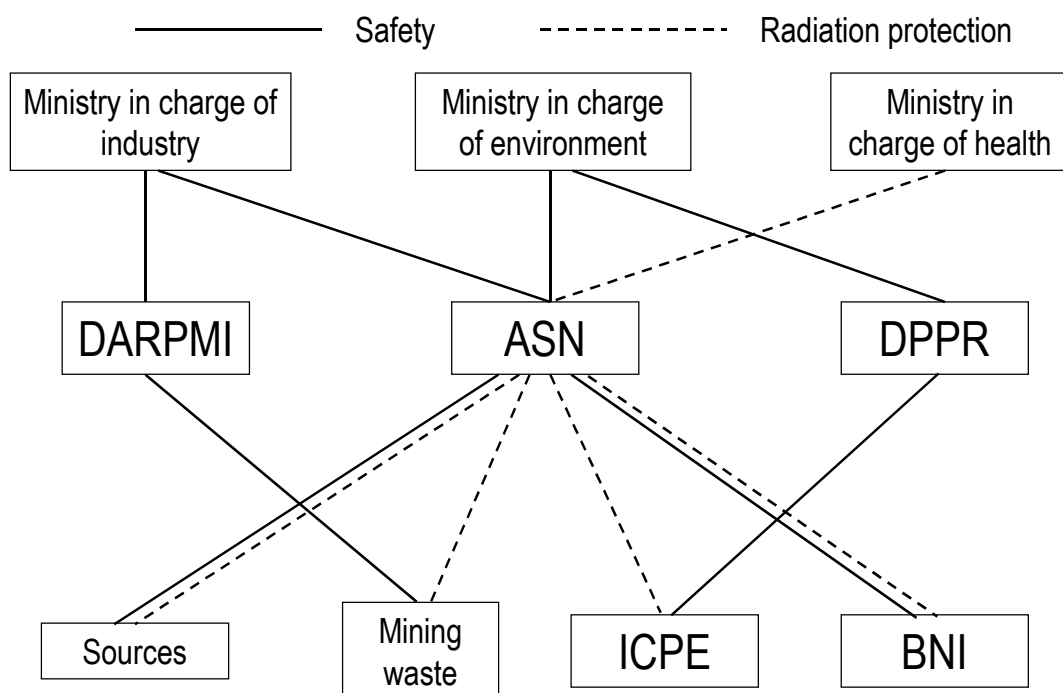 Safety
Radiation protection
Ministry in charge of
industry
Ministry in charge
of environment
Ministry in
charge of health
DARPMI
ASN
DPPR
Sources
Mining
waste
ICPE
BNI